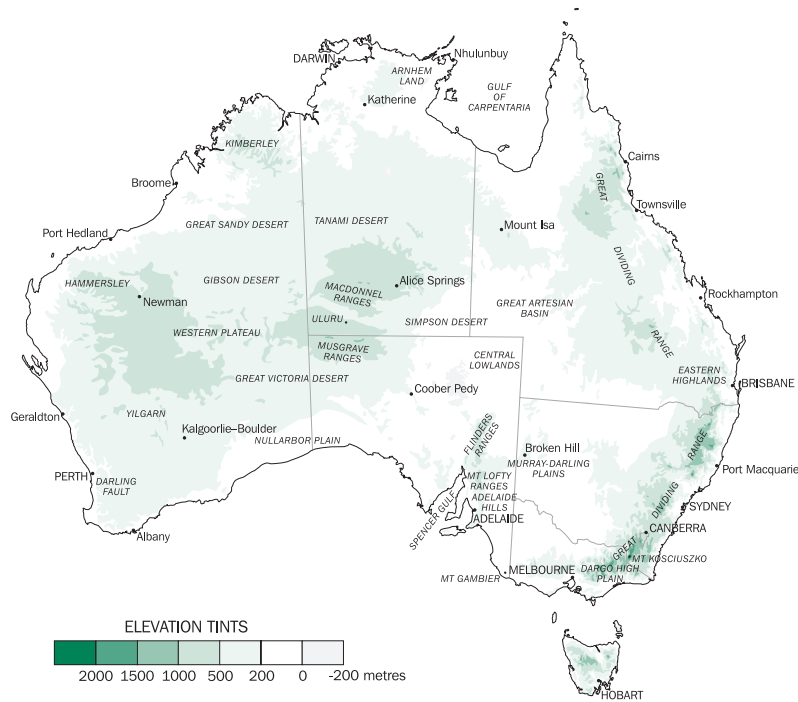 Nhulunbuy
DARWIN
ARNHEM
LAND
GULF
OF
CARPENTARIA
Katherine
KIMBERLEY
Cairns
Broome
GREAT
Townsville
GREAT SANDY DESERT
TANAMI DESERT
Mount Isa
Port Hedland
DIVIDING
HAMMERSLEY
GIBSON DESERT
Alice Springs
MACDONNEL
RANGES
Newman
Rockhampton
GREAT ARTESIAN
BASIN
ULURU
SIMPSON DESERT
WESTERN PLATEAU
RANGE
MUSGRAVE
RANGES
CENTRAL
LOWLANDS
EASTERN
HIGHLANDS
GREAT VICTORIA DESERT
BRISBANE
Coober Pedy
Geraldton
YILGARN
Kalgoorlie–Boulder
NULLARBOR PLAIN
FLINDERS
RANGES
RANGE
Broken Hill
MURRAY-DARLING
PLAINS
Port Macquarie
PERTH
DARLING
FAULT
MT LOFTY
RANGES
ADELAIDE
HILLS
DIVIDING
SPENCER GULF
SYDNEY
ADELAIDE
CANBERRA
Albany
GREAT
MT KOSCIUSZKO
MELBOURNE
DARGO HIGH
PLAIN
MT GAMBIER
ELEVATION TINTS
2000 1500 1000 500 200 0 -200 metres
HOBART